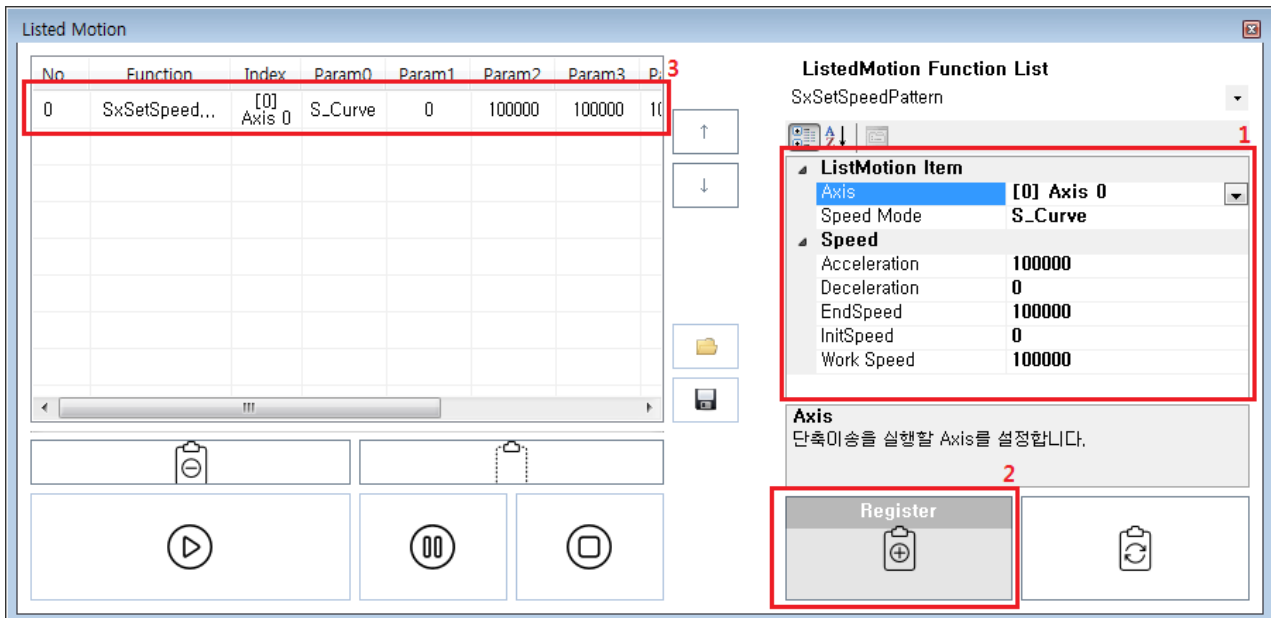 Listed Motion
No Function Index Param0 Param1 Param2 Param3 3
0 SxSetSpeed... [0] Axis 0 S_Curve 0 100000 100000
↑
↓
ListedMotion Function List
SxSetSpeedPattern
1
ListMotion Item
Axis [0] Axis 0
Speed Mode S_Curve
Speed
Acceleration 100000
Deceleration 0
EndSpeed 100000
InitSpeed 0
Work Speed 100000
Axis
단축이송을 실행할 Axis를 설정합니다.
2
Register